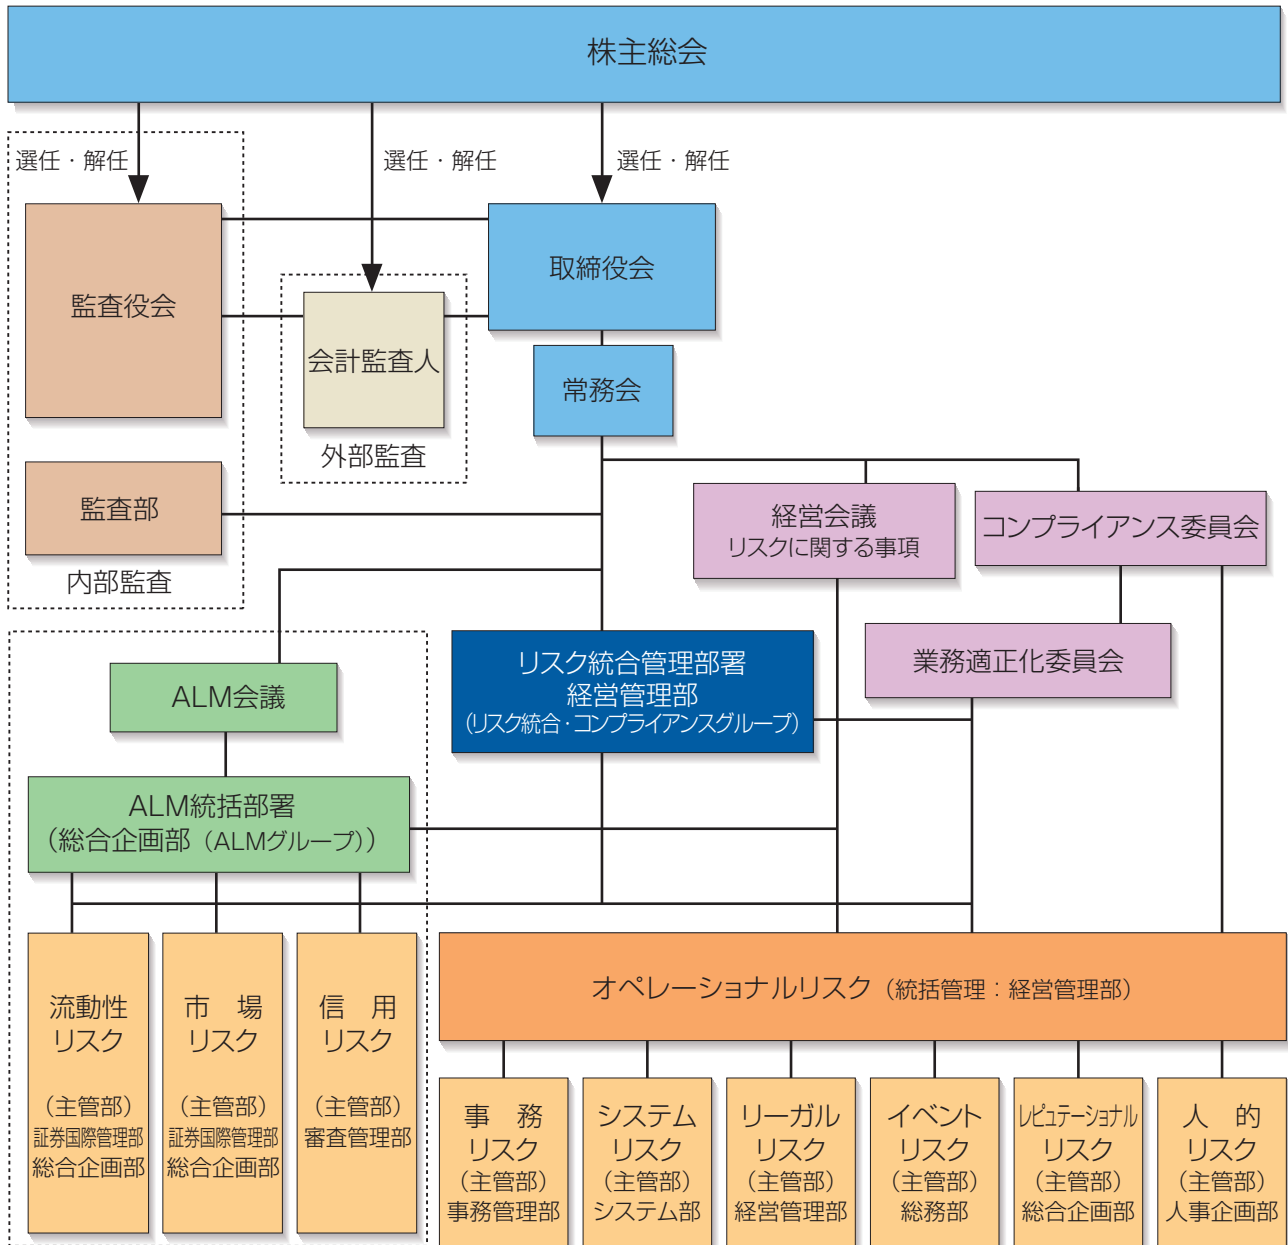 株主総会
選任・解任
選任・解任
選任・解任
監査役会
取締役会
会計監査人
常務会
外部監査
監査部
内部監査
経営会議
リスクに関する事項
コンプライアンス委員会
業務適正化委員会
リスク統合管理部署
経営管理部
(リスク統合・コンプライアンスグループ)
ALM会議
ALM統括部署
(総合企画部(ALMグループ))
流動性
リスク
(主管部)
証券国際管理部
総合企画部
市 場
リスク
(主管部)
証券国際管理部
総合企画部
信 用
リスク
(主管部)
審査管理部
オペレーショナルリスク(統括管理:経営管理部)
事 務
リスク
(主管部)
事務管理部
システム
リスク
(主管部)
システム部
リーガル
リスク
(主管部)
経営管理部
イベント
リスク
(主管部)
総務部
レピュテーショナル
リスク
(主管部)
総合企画部
人 的
リスク
(主管部)
人事企画部